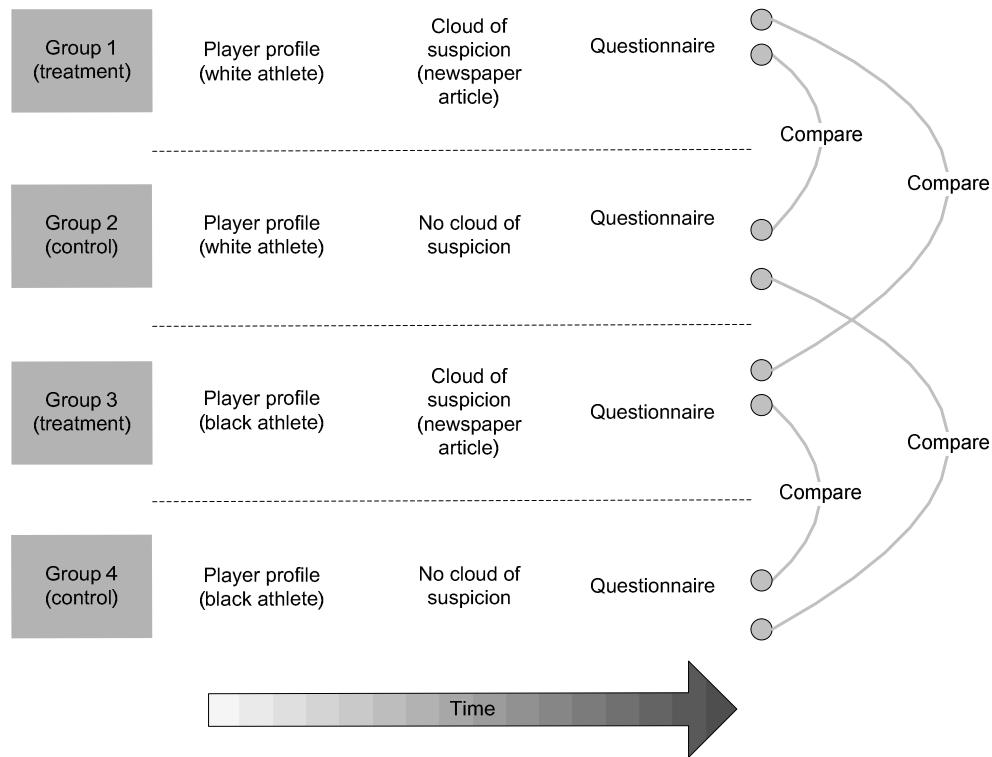 Group 1
(treatment)
Player profile
(white athlete)
Cloud of
suspicion
(newspaper
article)
Questionnaire
Compare
Compare
Group 2
(control)
Player profile
(white athlete)
No cloud of
suspicion
Questionnaire
Group 3
(treatment)
Player profile
(black athlete)
Cloud of
suspicion
(newspaper
article)
Questionnaire
Compare
Compare
Group 4
(control)
Player profile
(black athlete)
No cloud of
suspicion
Questionnaire
Time